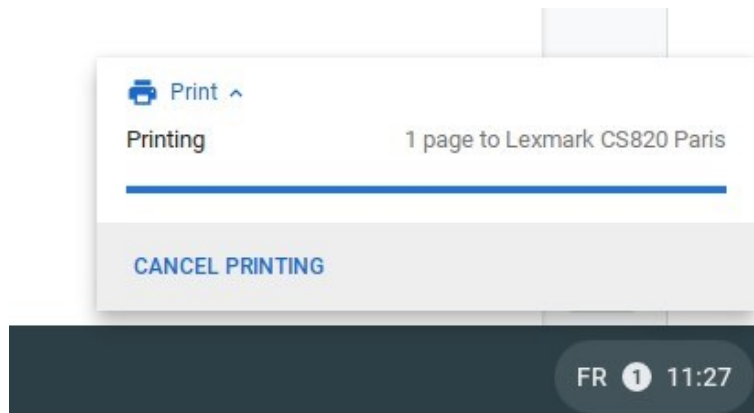 Print
Printing 1 page to Lexmark CS820 Paris
CANCEL PRINTING
FR 1 11:27